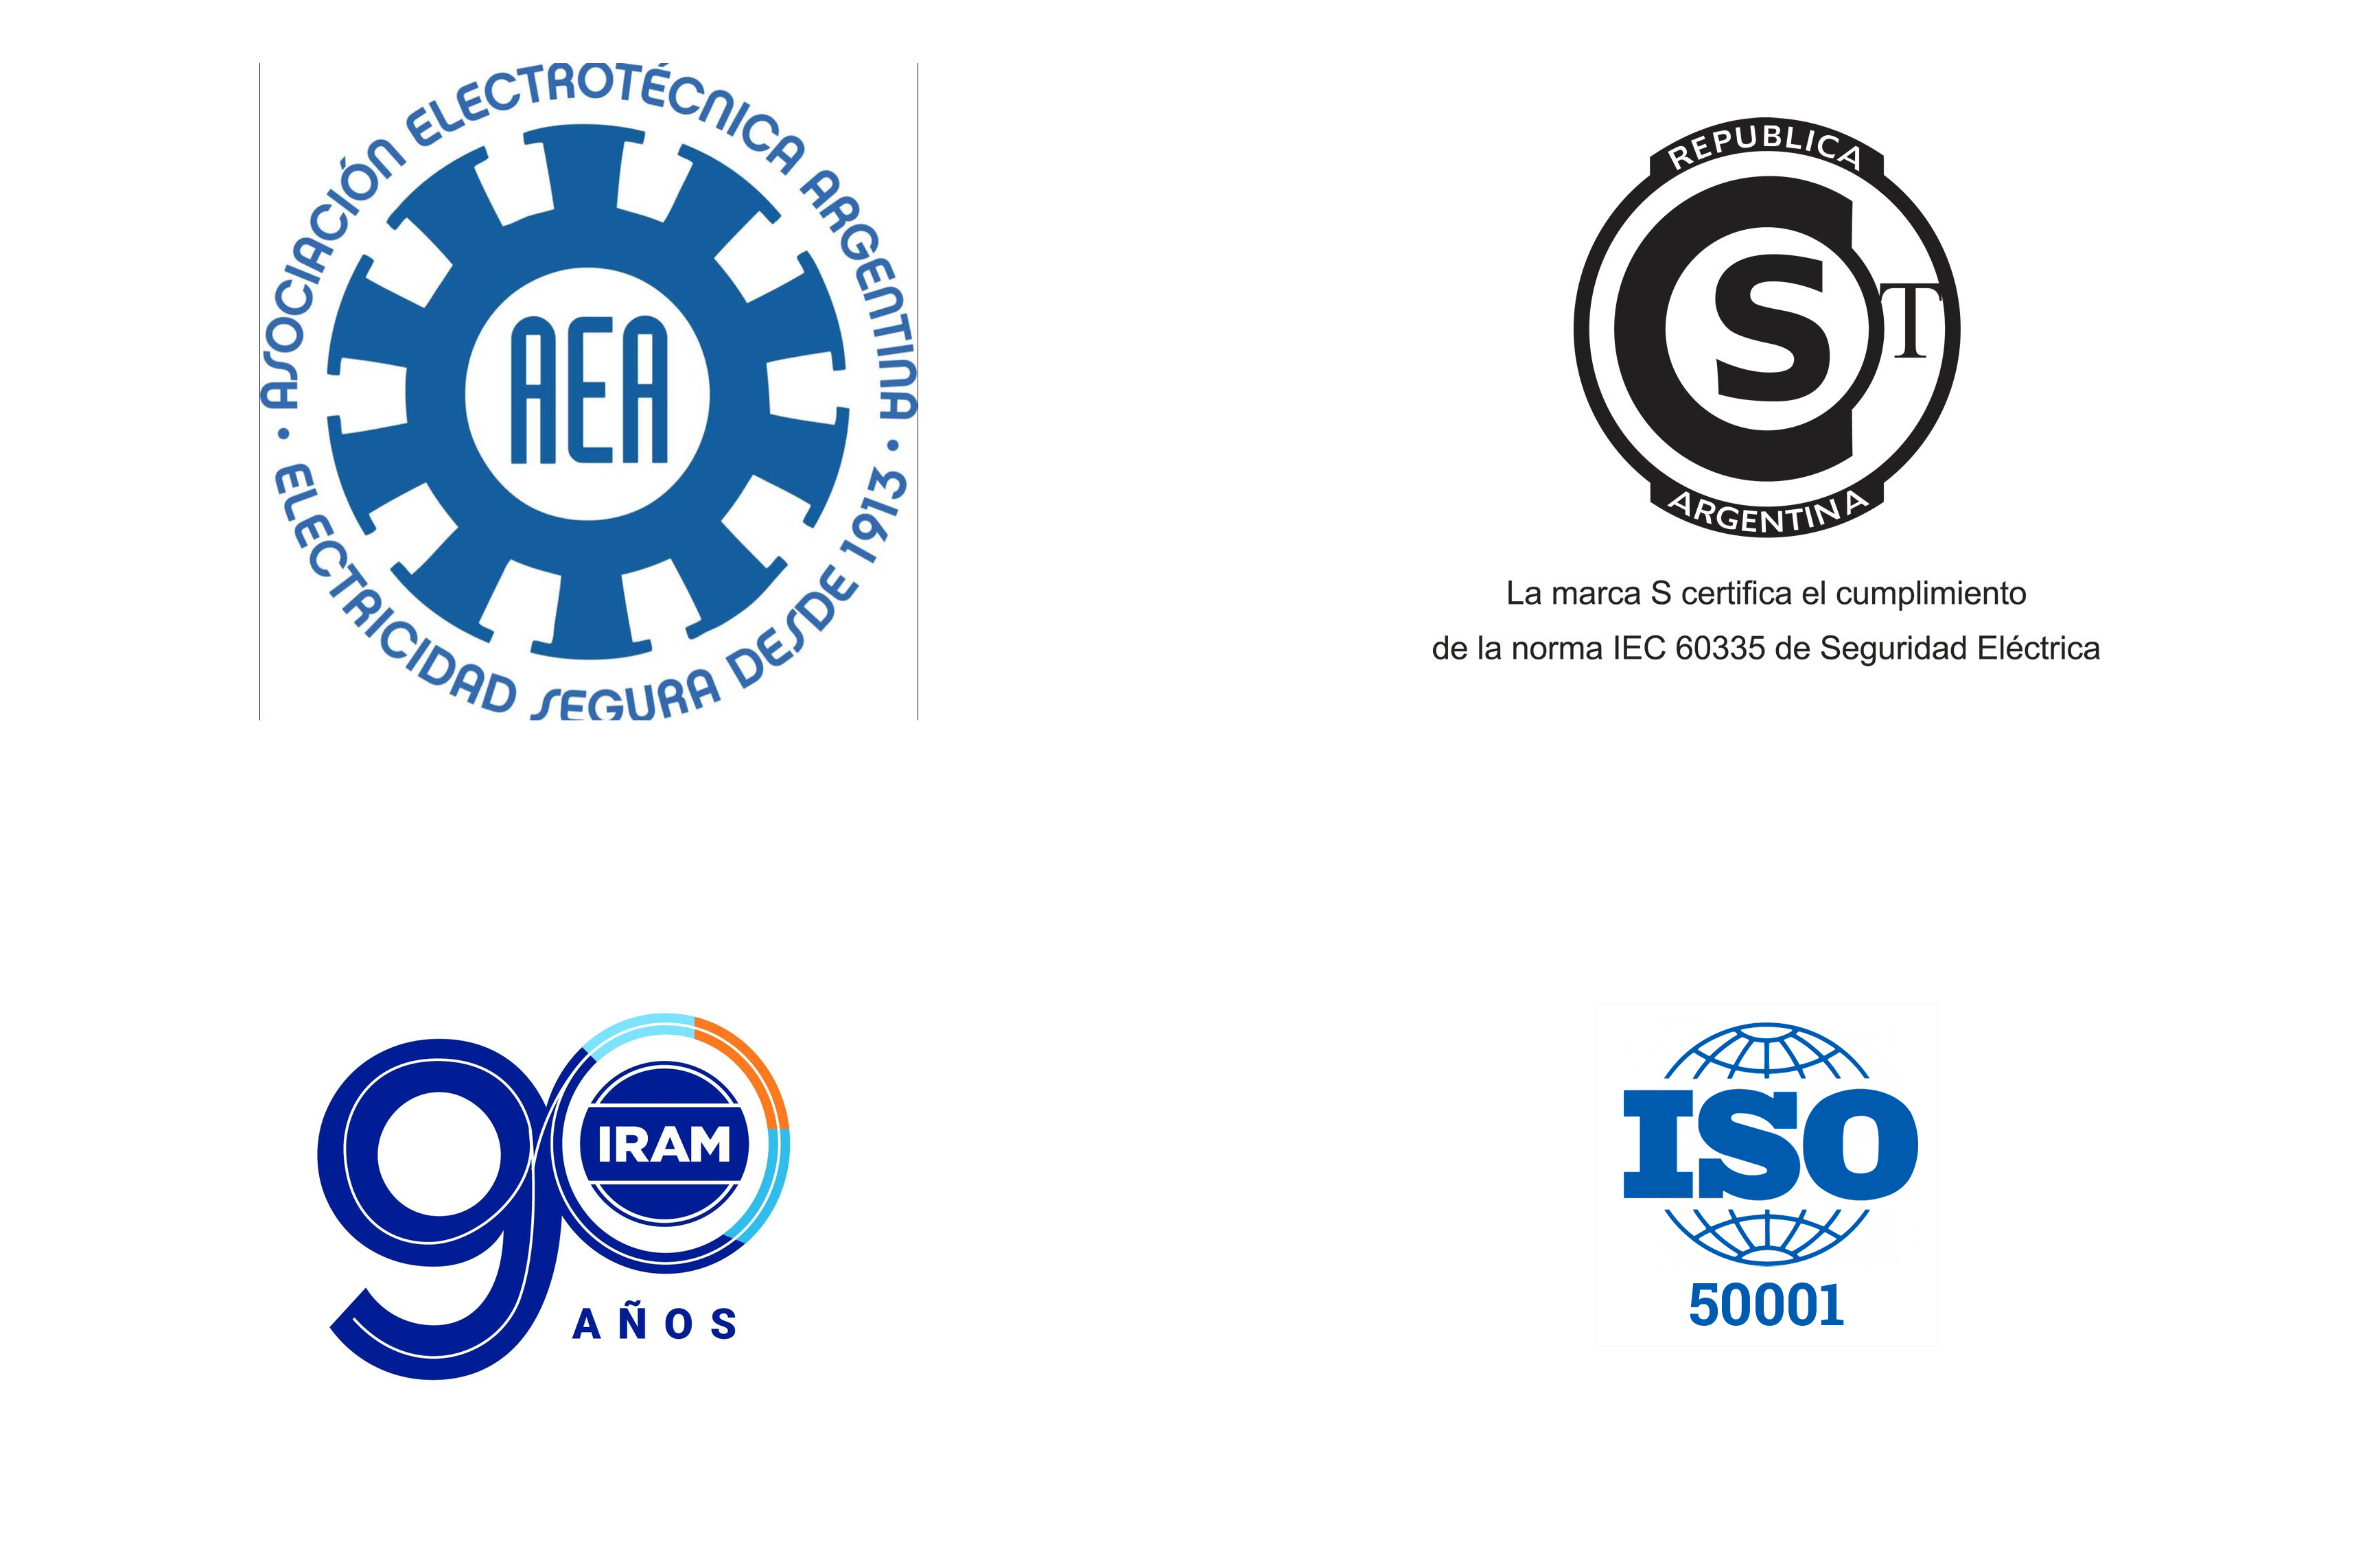 ASOCIACIÓN ELECTROTÉCNICA ARGENTINA
• ELECTRICIDAD SEGURA DESDE 1913 •
AEA
REPUBLICA
S
T
ARGENTINA
La marca S certifica el cumplimiento
de la norma IEC 60335 de Seguridad Eléctrica
90
IRAM
AÑOS
ISO
50001